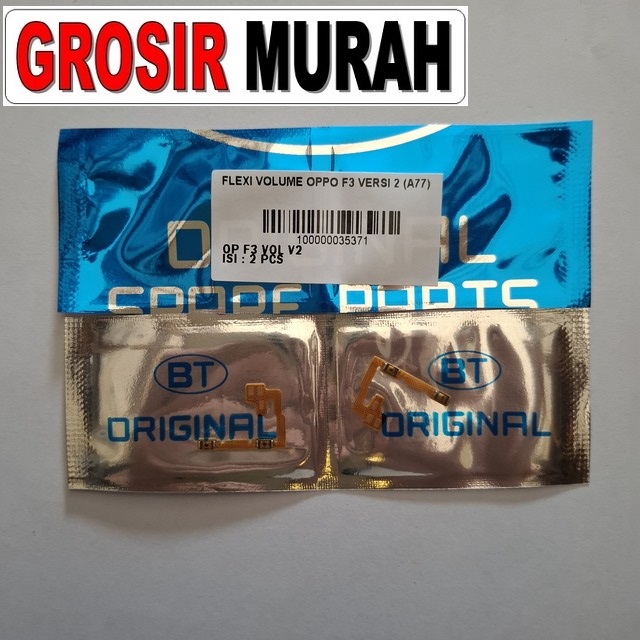 GROSIR MURAH
FLEXI VOLUME OPPO F3 VERSI 2 (A77)
100000035371
OP F3 VOL V2
ISI : 2 PCS
ORIGINAL
SPARE PARTS
BT
ORIGINAL
BT
ORIGINAL